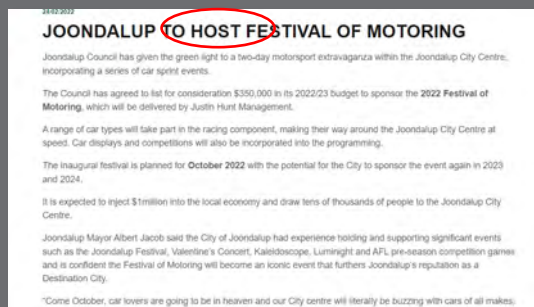 24/02/2022
JOONDALUP TO HOST FESTIVAL OF MOTORING
Joondalup Council has given the green light to a two-day motorsport extravaganza within the Joondalup City Centre,
incorporating a series of car sprint events.
The Council has agreed to list for consideration $350,000 in its 2022/23 budget to sponsor the 2022 Festival of
Motoring, which will be delivered by Justin Hunt Management.
A range of car types will take part in the racing component, making their way around the Joondalup City Centre at
speed. Car displays and competitions will also be incorporated into the programming.
The inaugural festival is planned for October 2022 with the potential for the City to sponsor the event again in 2023
and 2024.
It is expected to inject $1million into the local economy and draw tens of thousands of people to the Joondalup City
Centre.
Joondalup Mayor Albert Jacob said the City of Joondalup had experience holding and supporting significant events
such as the Joondalup Festival, Valentine's Concert, Kaleidoscope, Luminight and AFL pre-season competition games
and is confident the Festival of Motoring will become an iconic event that furthers Joondalup's reputation as a
Destination City.
"Come October, car lovers are going to be in heaven and our City centre will literally be buzzing with cars of all makes,